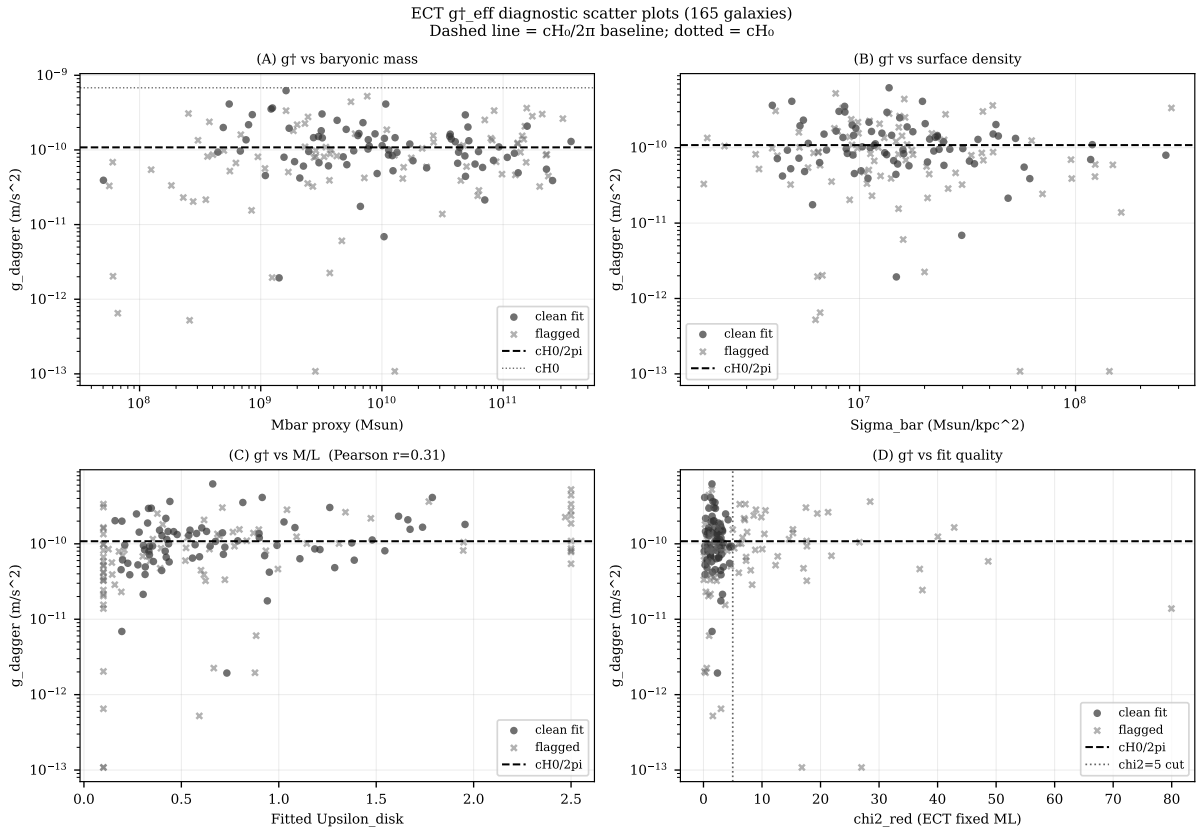 ECT g†_eff diagnostic scatter plots (165 galaxies)
Dashed line = cH₀/2π baseline; dotted = cH₀
(A) g† vs baryonic mass
10⁻⁹
10⁻¹⁰
10⁻¹¹
10⁻¹²
10⁻¹³
g_dagger (m/s^2)
clean fit
flagged
cH0/2pi
cH0
10⁸
10⁹
10¹⁰
10¹¹
Mbar proxy (Msun)
(B) g† vs surface density
10⁻¹⁰
10⁻¹¹
10⁻¹²
10⁻¹³
g_dagger (m/s^2)
clean fit
flagged
cH0/2pi
10⁷
10⁸
Sigma_bar (Msun/kpc^2)
(C) g† vs M/L (Pearson r=0.31)
10⁻¹⁰
10⁻¹¹
10⁻¹²
10⁻¹³
g_dagger (m/s^2)
clean fit
flagged
cH0/2pi
0.0 0.5 1.0 1.5 2.0 2.5
Fitted Upsilon_disk
(D) g† vs fit quality
10⁻¹⁰
10⁻¹¹
10⁻¹²
10⁻¹³
g_dagger (m/s^2)
clean fit
flagged
cH0/2pi
chi2=5 cut
0 10 20 30 40 50 60 70 80
chi2_red (ECT fixed ML)